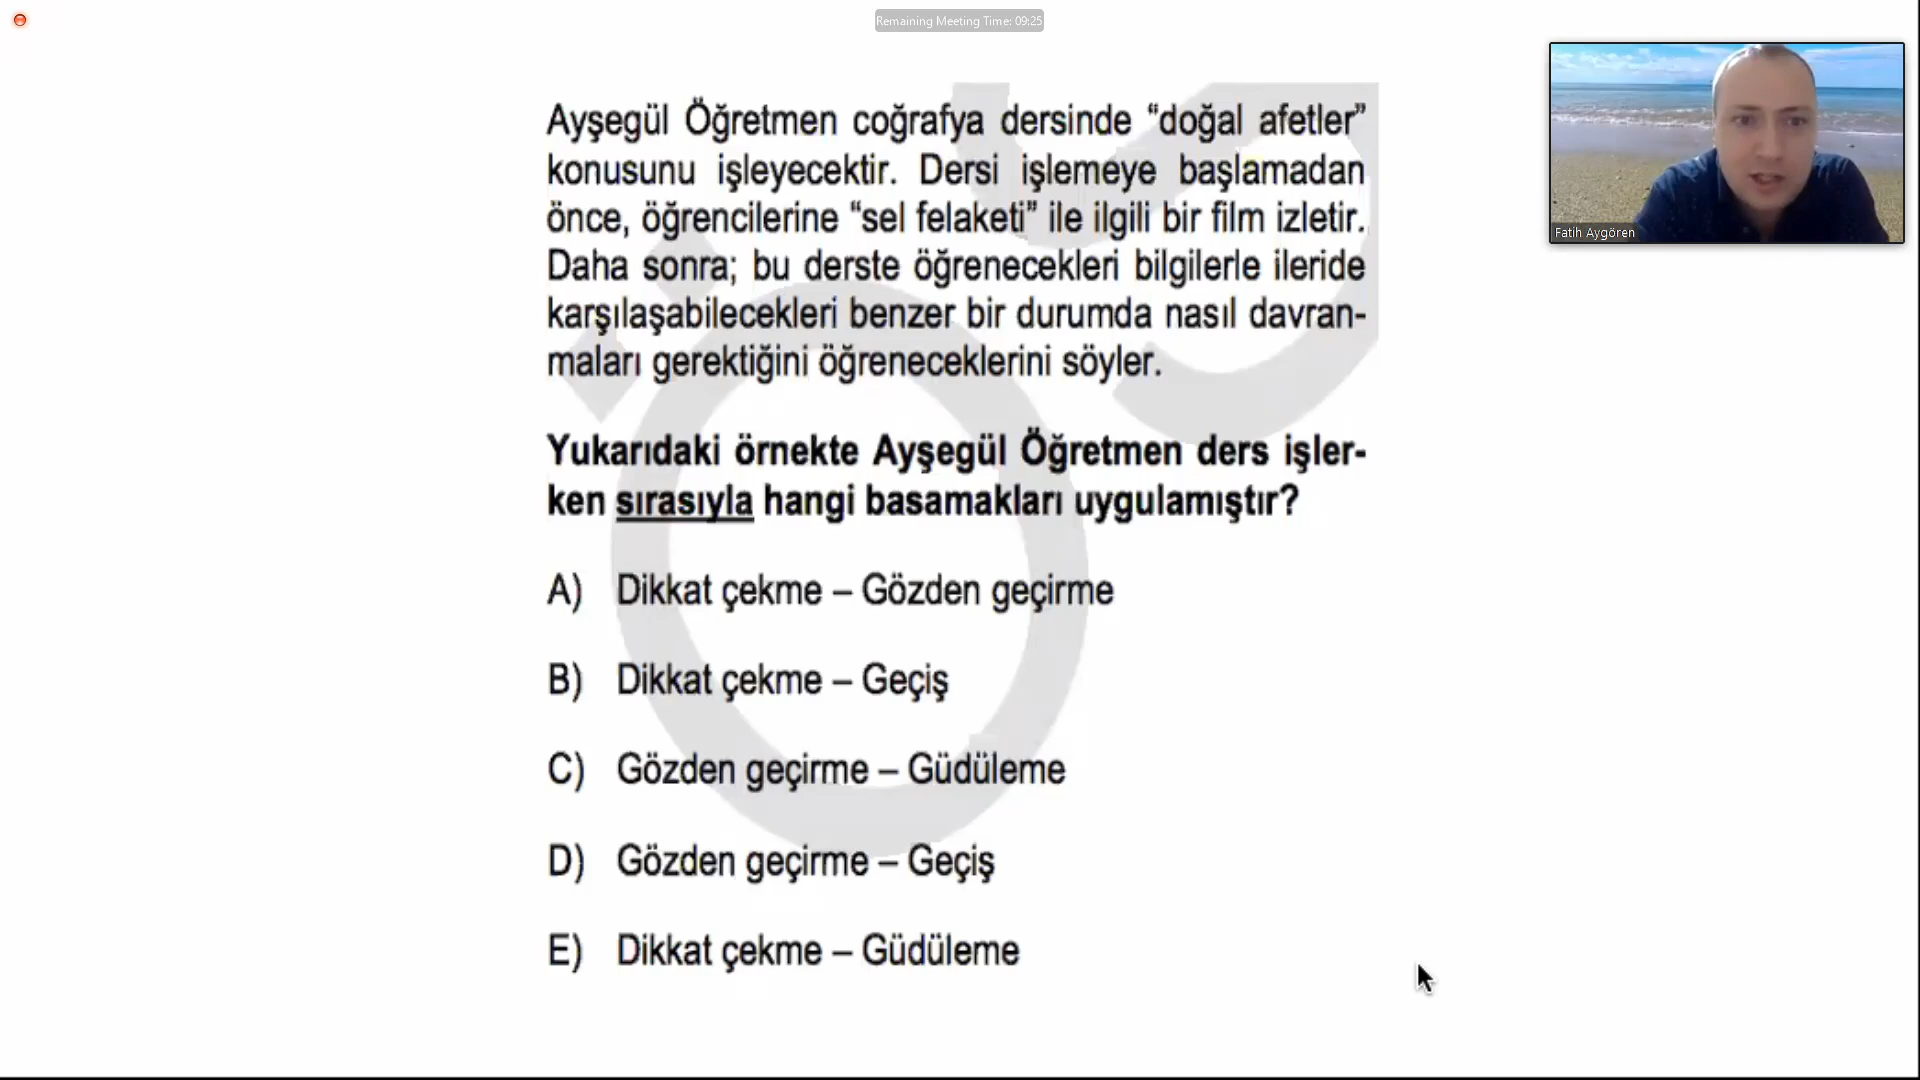 Remaining Meeting Time: 09:25
Ayşegül Öğretmen coğrafya dersinde “doğal afetler”
konusunu işleyecektir. Dersi işlemeye başlamadan
önce, öğrencilerine “sel felaketi” ile ilgili bir film izletir.
Daha sonra; bu derste öğrenecekleri bilgilerle ileride
karşılaşabilecekleri benzer bir durumda nasıl davran-
maları gerektiğini öğreneceklerini söyler.
Yukarıdaki örnekte Ayşegül Öğretmen ders işler-
ken sırasıyla hangi basamakları uygulamıştır?
A) Dikkat çekme – Gözden geçirme
B) Dikkat çekme – Geçiş
C) Gözden geçirme – Güdüleme
D) Gözden geçirme – Geçiş
E) Dikkat çekme – Güdüleme
Fatih Aygören